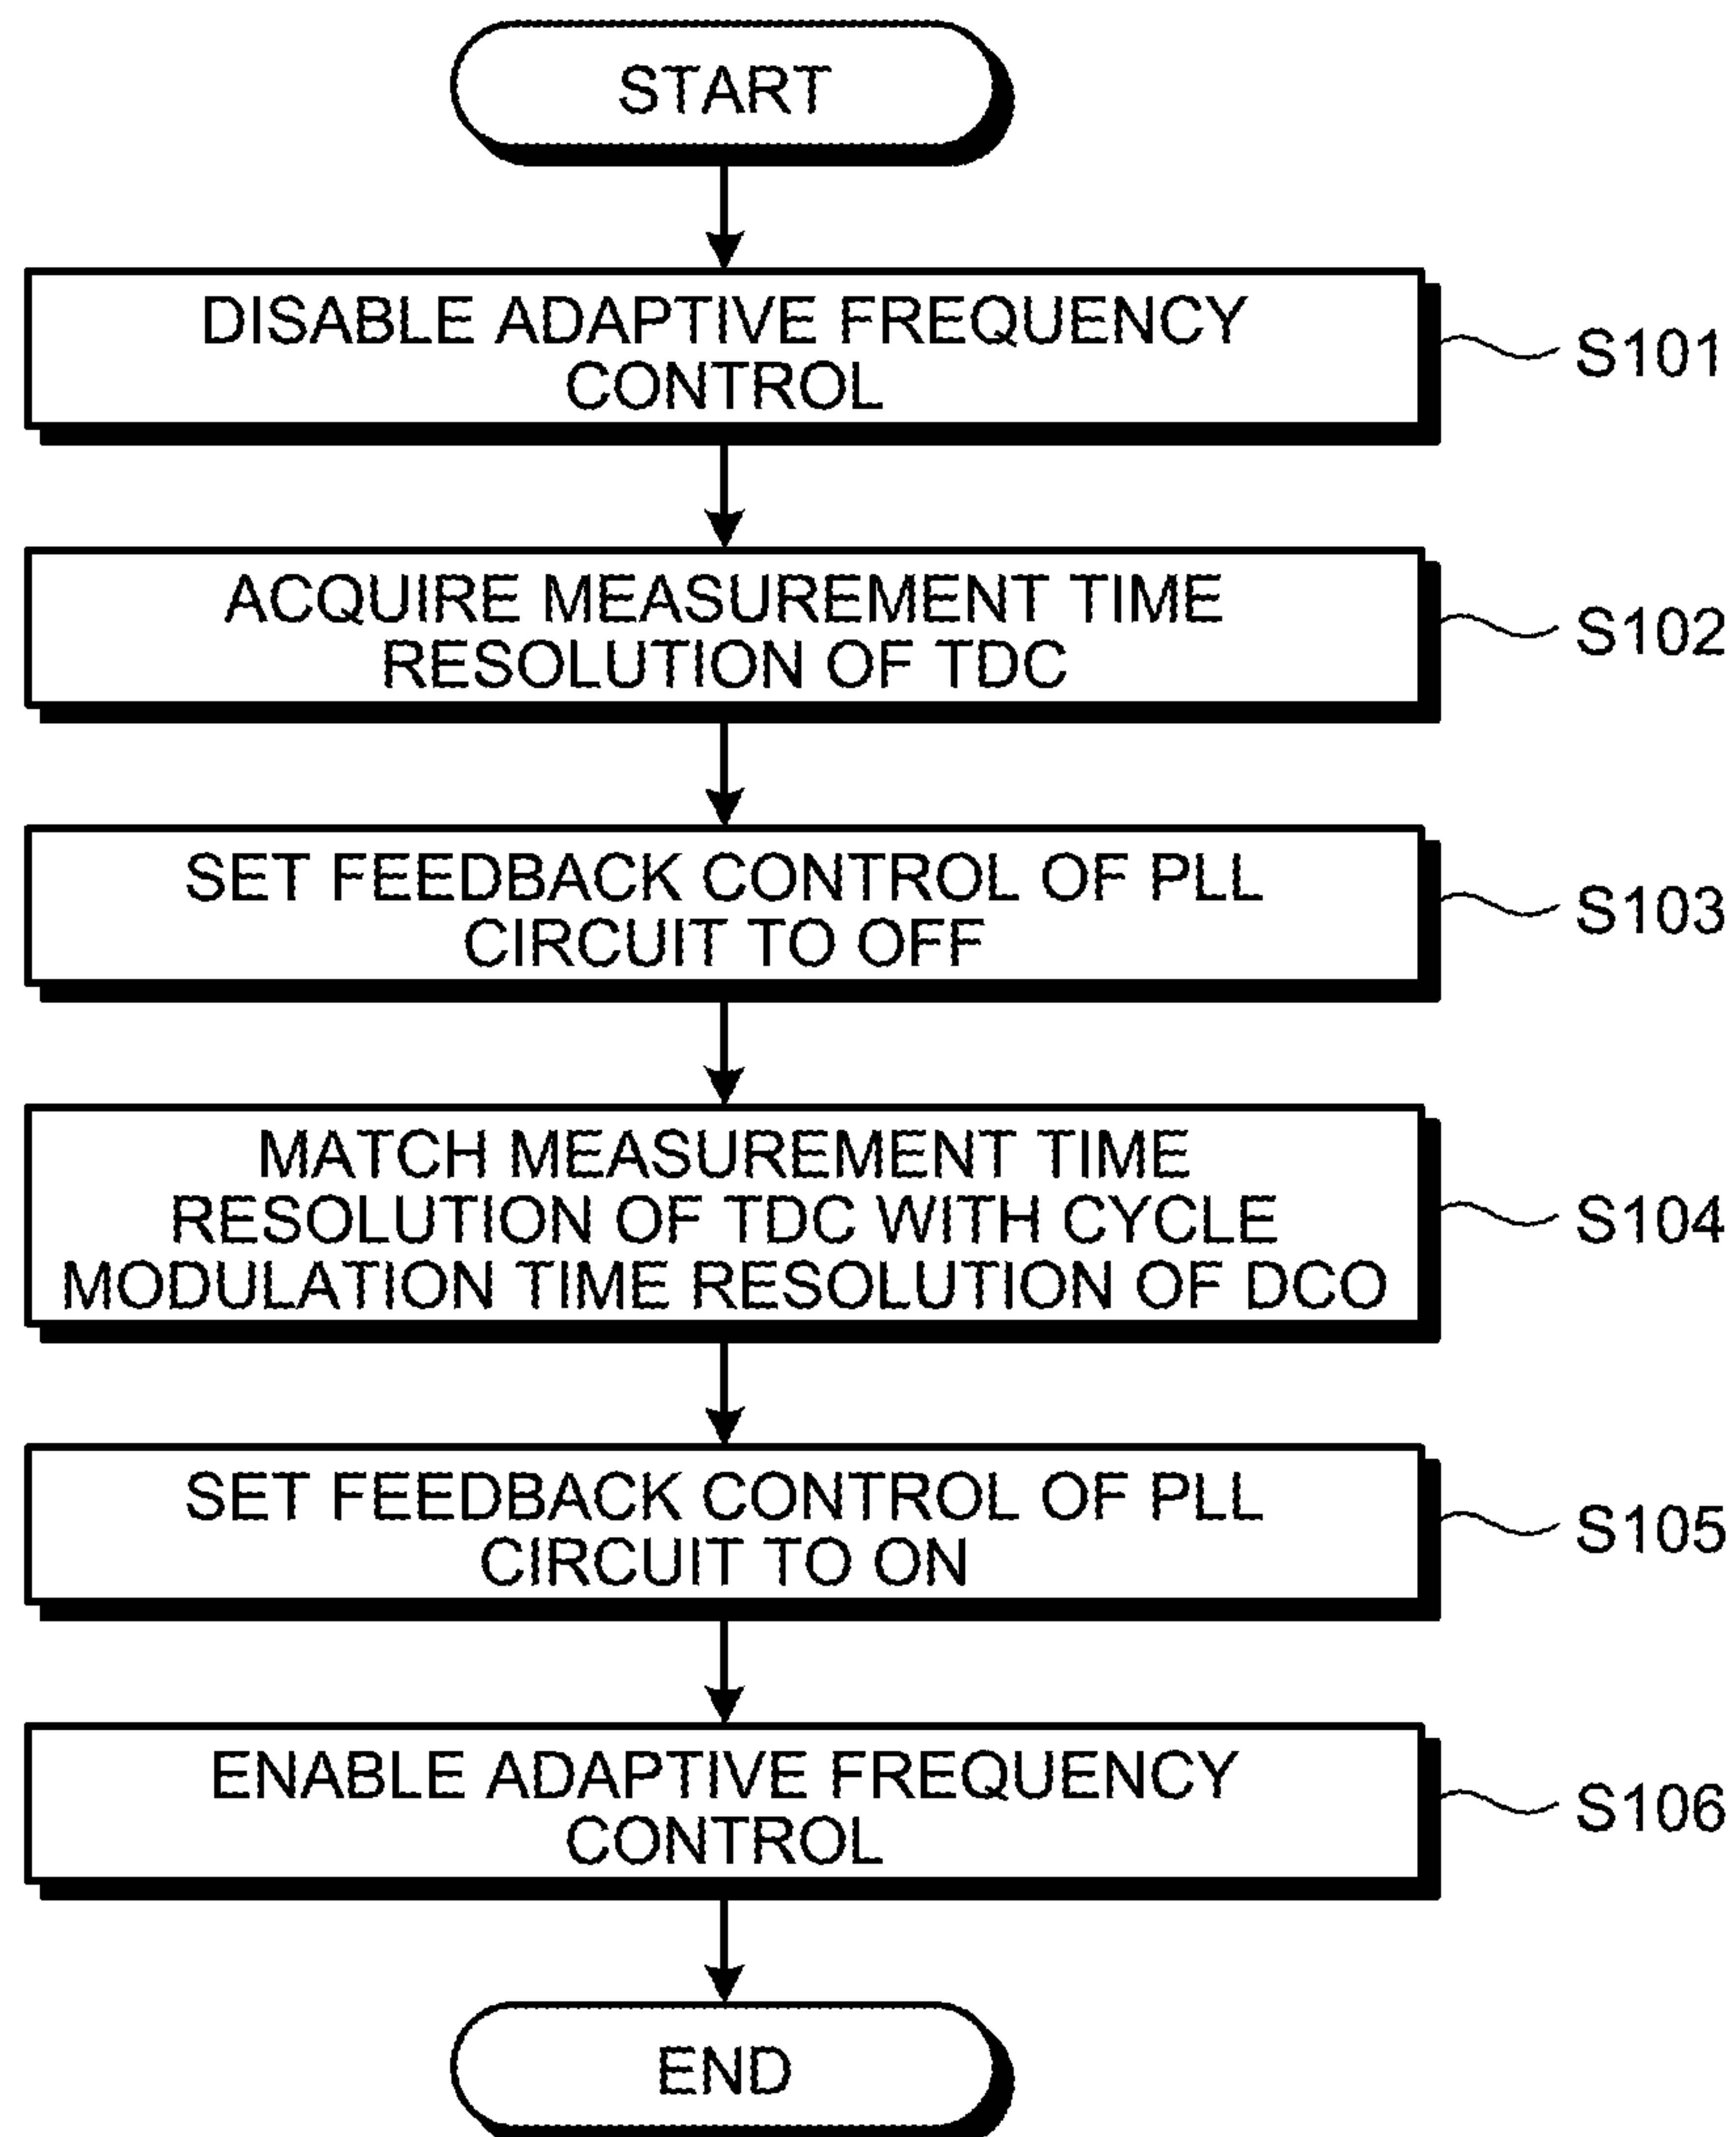 START
DISABLE ADAPTIVE FREQUENCY
CONTROL
S101
ACQUIRE MEASUREMENT TIME
RESOLUTION OF TDC
S102
SET FEEDBACK CONTROL OF PLL
CIRCUIT TO OFF
S103
MATCH MEASUREMENT TIME
RESOLUTION OF TDC WITH CYCLE
MODULATION TIME RESOLUTION OF DCO
S104
SET FEEDBACK CONTROL OF PLL
CIRCUIT TO ON
S105
ENABLE ADAPTIVE FREQUENCY
CONTROL
S106
END